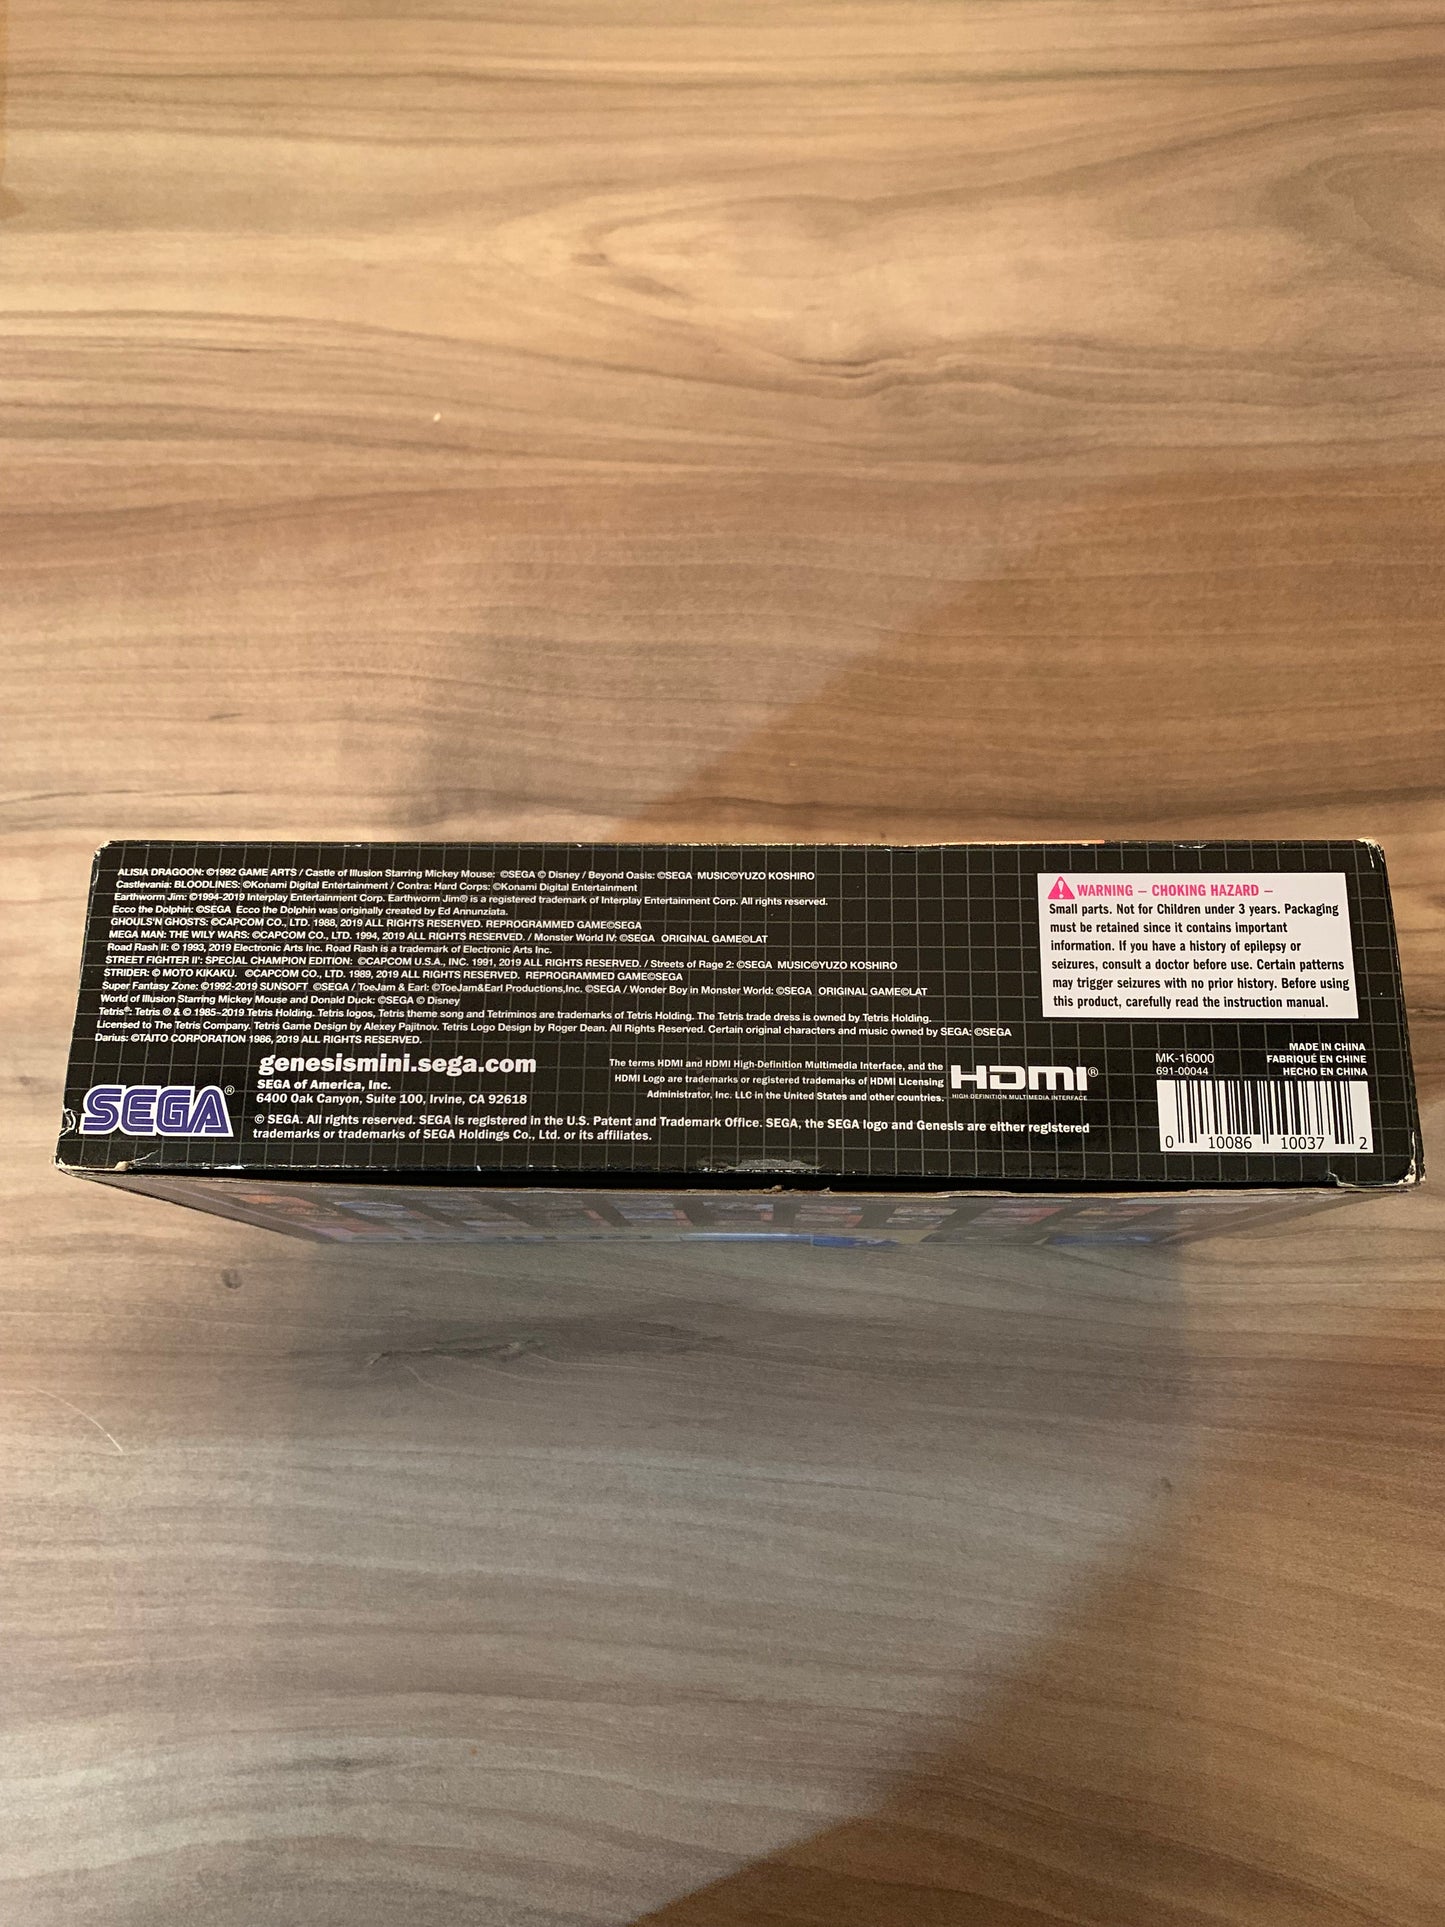 ALISIA DRAGOON: ©1992 GAME ARTS / Castle of Illusion Starring Mickey Mouse: ©SEGA © Disney / Beyond Oasis: ©SEGA MUSIC©YUZO KOSHIRO
Castlevania: BLOODLINES: ©Konami Digital Entertainment / Contra: Hard Corps: ©Konami Digital Entertainment
Earthworm Jim: ©1994-2019 Interplay Entertainment Corp. Earthworm Jim® is a registered trademark of Interplay Entertainment Corp. All rights reserved.
Ecco the Dolphin: ©SEGA Ecco the Dolphin was originally created by Ed Annunziata.
GHOULS'N GHOSTS: ©CAPCOM CO., LTD. 1988, 2019 ALL RIGHTS RESERVED. REPROGRAMMED GAME©SEGA
MEGA MAN: THE WILY WARS: ©CAPCOM CO., LTD. 1994, 2019 ALL RIGHTS RESERVED. / Monster World IV: ©SEGA ORIGINAL GAME©LAT
Road Rash II: © 1993, 2019 Electronic Arts Inc. Road Rash is a trademark of Electronic Arts Inc.
STREET FIGHTER II': SPECIAL CHAMPION EDITION: ©CAPCOM U.S.A., INC. 1991, 2019 ALL RIGHTS RESERVED. / Streets of Rage 2: ©SEGA MUSIC©YUZO KOSHIRO
STRIDER: © MOTO KIKAKU. ©CAPCOM CO., LTD. 1989, 2019 ALL RIGHTS RESERVED. REPROGRAMMED GAME©SEGA
Super Fantasy Zone: ©1992-2019 SUNSOFT ©SEGA / ToeJam & Earl: ©ToeJam&Earl Productions,Inc. ©SEGA / Wonder Boy in Monster World: ©SEGA ORIGINAL GAME©LAT
World of Illusion Starring Mickey Mouse and Donald Duck: ©SEGA © Disney
Tetris®: Tetris ® & © 1985~2019 Tetris Holding. Tetris logos, Tetris theme song and Tetriminos are trademarks of Tetris Holding. The Tetris trade dress is owned by Tetris Holding.
Licensed to The Tetris Company. Tetris Game Design by Alexey Pajitnov. Tetris Logo Design by Roger Dean. All Rights Reserved. Certain original characters and music owned by SEGA: ©SEGA
Darius: ©TAITO CORPORATION 1986, 2019 ALL RIGHTS RESERVED.
SEGA®
genesismini.sega.com
SEGA of America, Inc.
6400 Oak Canyon, Suite 100, Irvine, CA 92618
© SEGA. All rights reserved. SEGA is registered in the U.S. Patent and Trademark Office. SEGA, the SEGA logo and Genesis are either registered
trademarks or trademarks of SEGA Holdings Co., Ltd. or its affiliates.
The terms HDMI and HDMI High-Definition Multimedia Interface, and the
HDMI Logo are trademarks or registered trademarks of HDMI Licensing
Administrator, Inc. LLC in the United States and other countries.
HDMI®
HIGH-DEFINITION MULTIMEDIA INTERFACE
WARNING – CHOKING HAZARD –
Small parts. Not for Children under 3 years. Packaging
must be retained since it contains important
information. If you have a history of epilepsy or
seizures, consult a doctor before use. Certain patterns
may trigger seizures with no prior history. Before using
this product, carefully read the instruction manual.
MADE IN CHINA
FABRIQUÉ EN CHINE
HECHO EN CHINA
MK-16000
691-00044
0 10086 10037 2